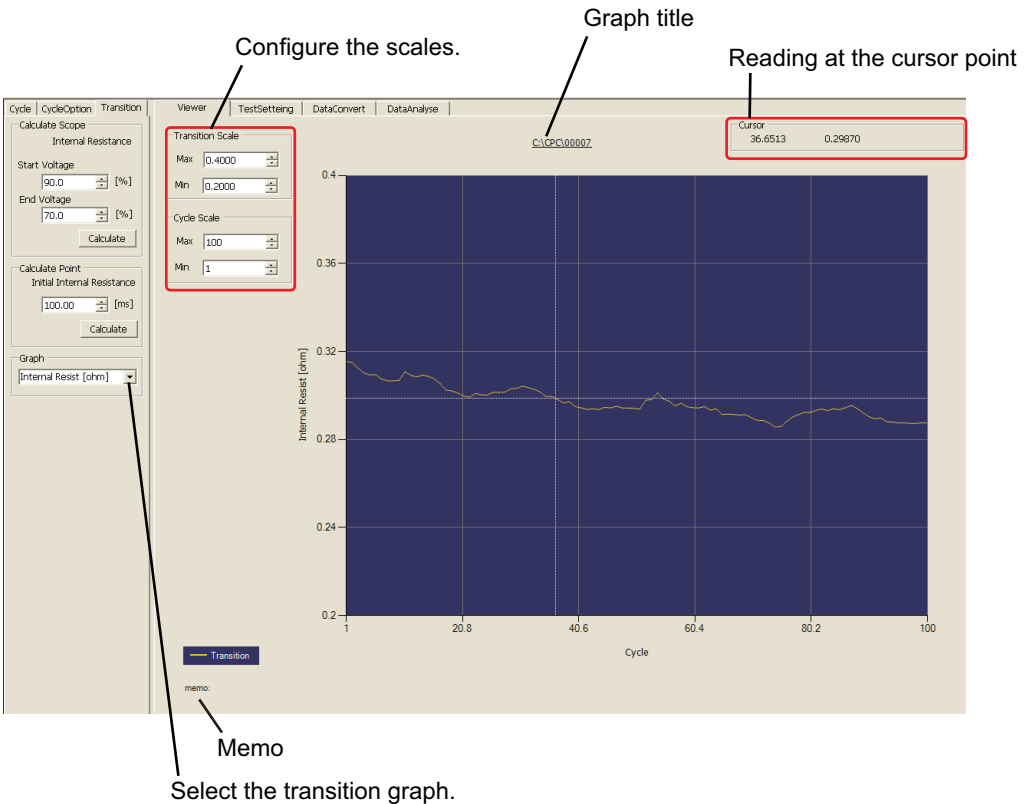 Graph title
Configure the scales.
Reading at the cursor point
Cycle CycleOption Transition
Viewer TestSetteing DataConvert DataAnalyse
Calculate Scope
Internal Resistance
Start Voltage
90.0 [%]
End Voltage
70.0 [%]
Calculate
Calculate Point
Initial Internal Resistance
100.00 [ms]
Calculate
Graph
Internal Resist [ohm]
Transition Scale
Max 0.4000
Min 0.2000
Cycle Scale
Max 100
Min 1
C:\CPC\00007
Cursor
36.6513 0.29870
0.4
0.36
0.32
0.28
0.24
0.2
Internal Resist [ohm]
1 20.8 40.6 60.4 80.2 100
Cycle
Transition
memo:
Memo
Select the transition graph.